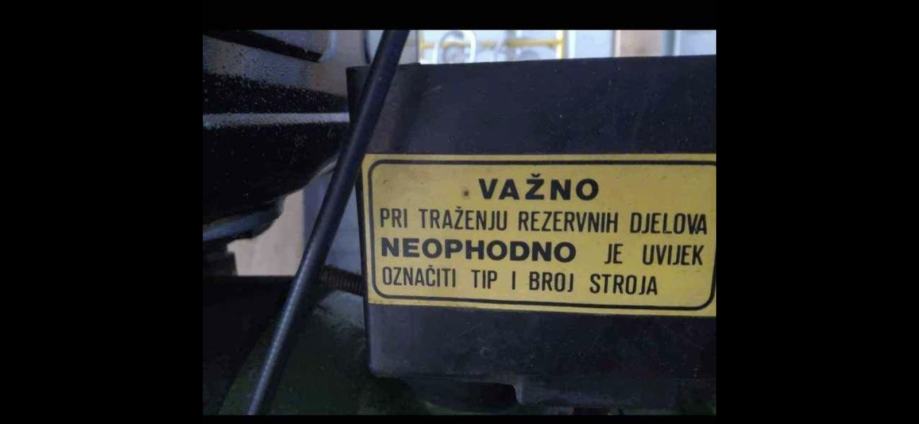 VAŽNO
PRI TRAŽENJU REZERVNIH DJELOVA
NEOPHODNO JE UVIJEK
OZNAČITI TIP I BROJ STROJA